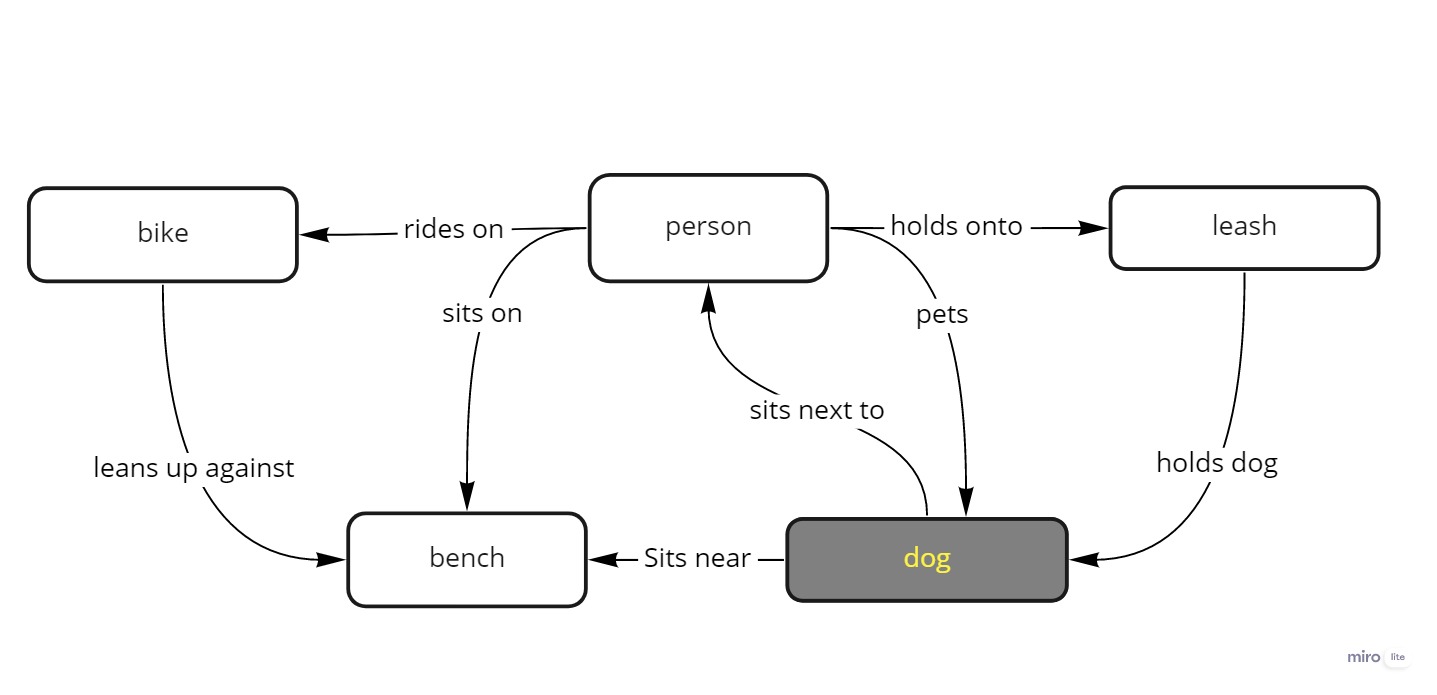 bike
rides on
person
holds onto
leash
sits on
pets
sits next to
leans up against
holds dog
bench
Sits near
dog
miro lite